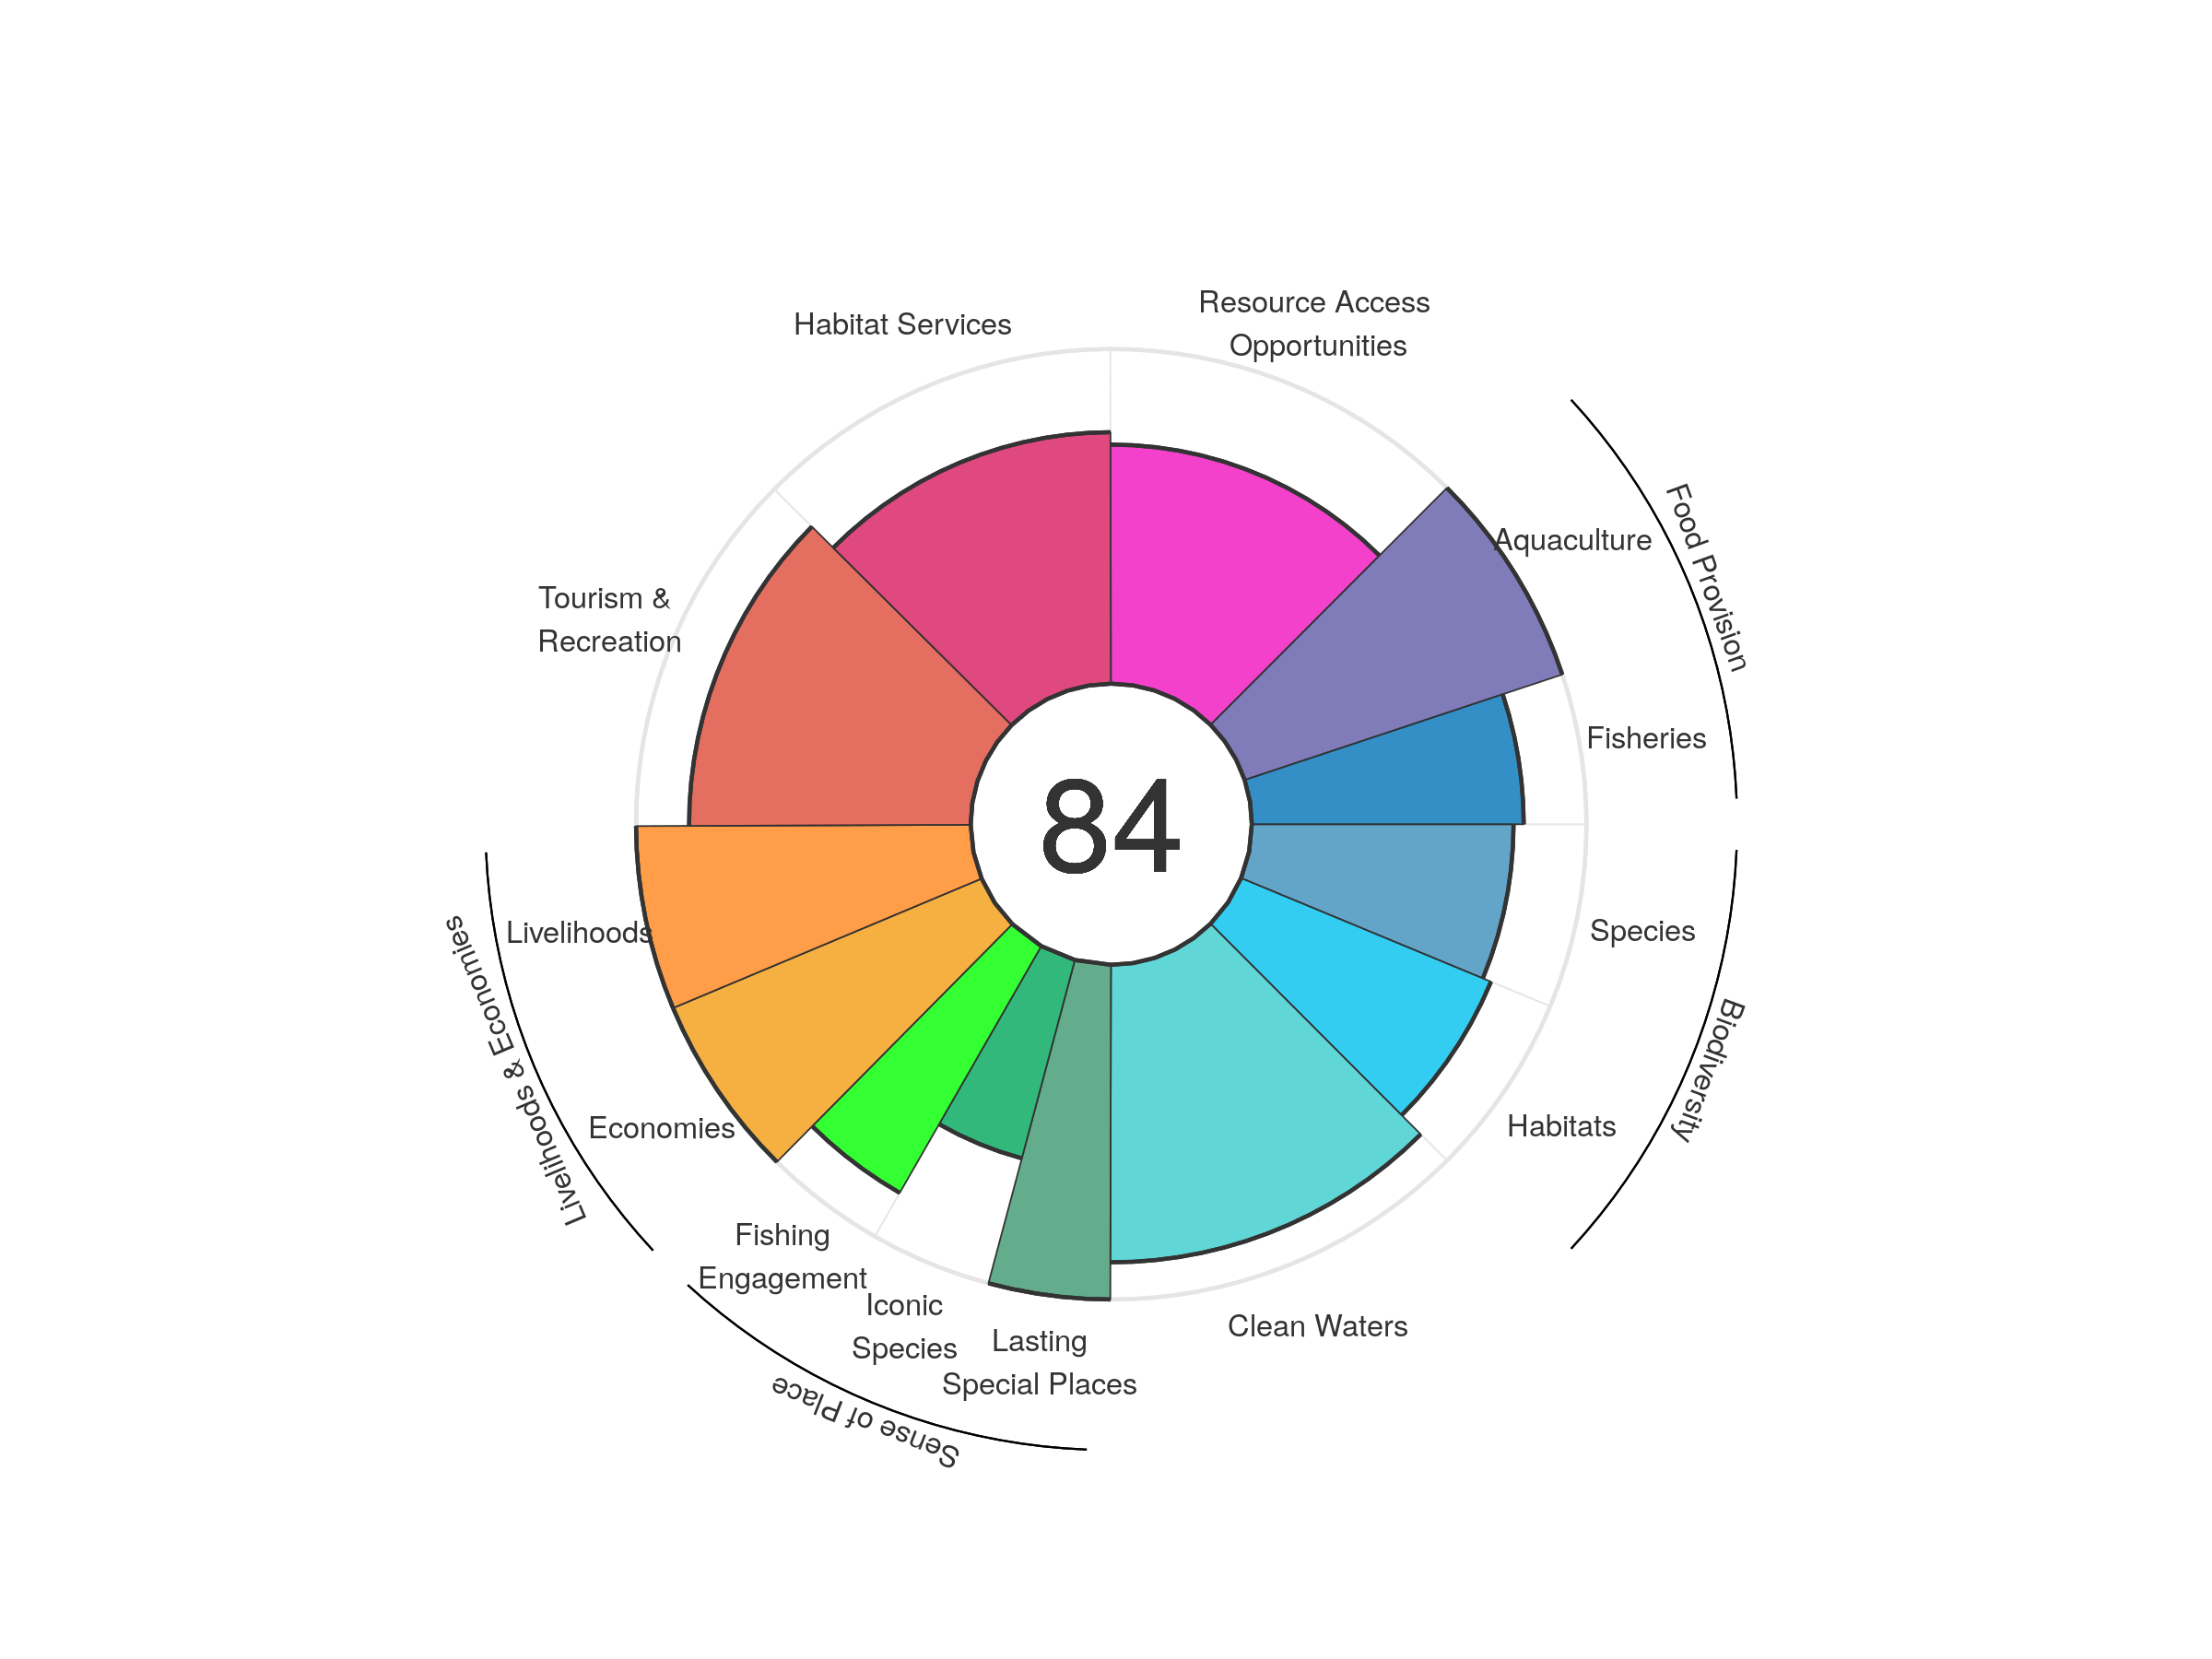 Resource Access
Opportunities
Habitat Services
Aquaculture
Food Provision
Tourism &
Recreation
Fisheries
84
Livelihoods
Species
Livelihoods & Economies
Biodiversity
Economies
Habitats
Fishing
Engagement
Iconic
Species
Lasting
Special Places
Clean Waters
Sense of Place